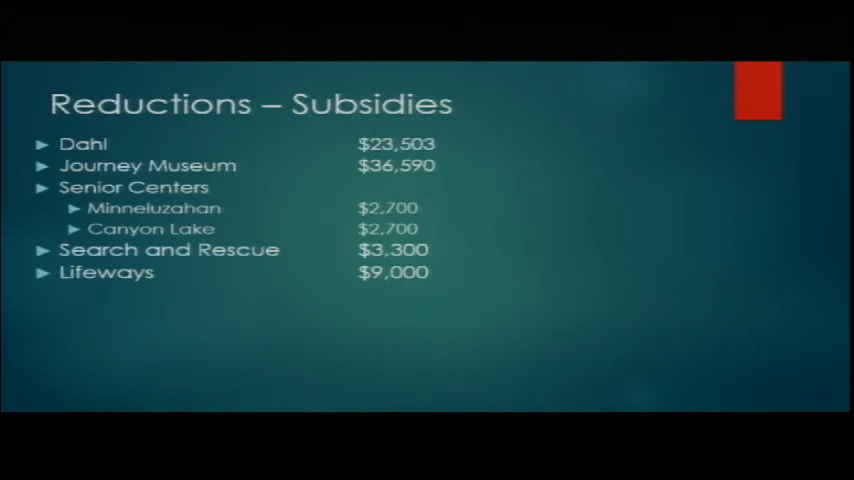 Reductions – Subsidies
Dahl $23,503
Journey Museum $36,590
Senior Centers
Minneluzahan $2,700
Canyon Lake $2,700
Search and Rescue $3,300
Lifeways $9,000